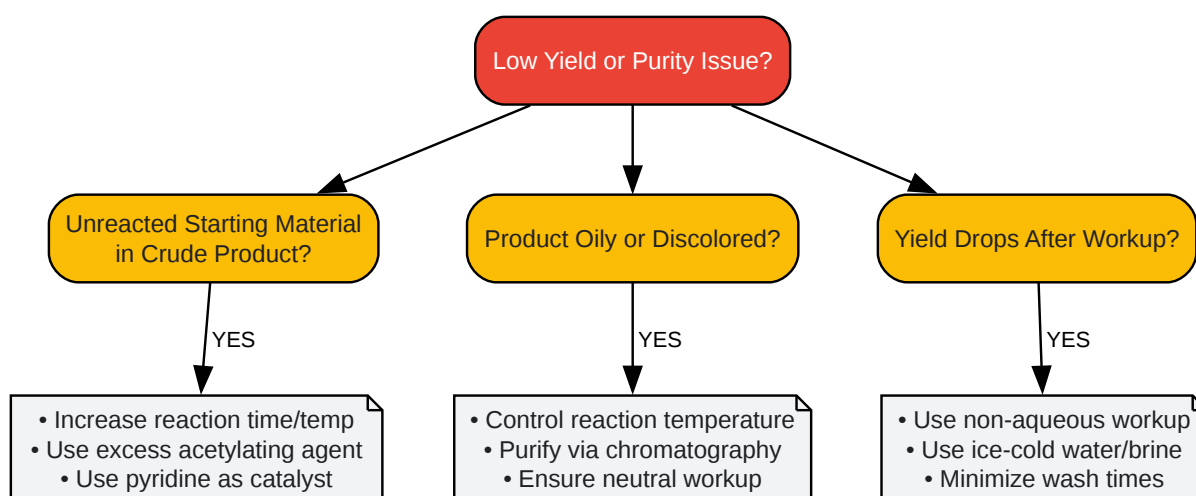 Low Yield or Purity Issue?
Unreacted Starting Material
in Crude Product?
Product Oily or Discolored?
Yield Drops After Workup?
YES
YES
YES
• Increase reaction time/temp
• Use excess acetylating agent
• Use pyridine as catalyst
• Control reaction temperature
• Purify via chromatography
• Ensure neutral workup
• Use non-aqueous workup
• Use ice-cold water/brine
• Minimize wash times